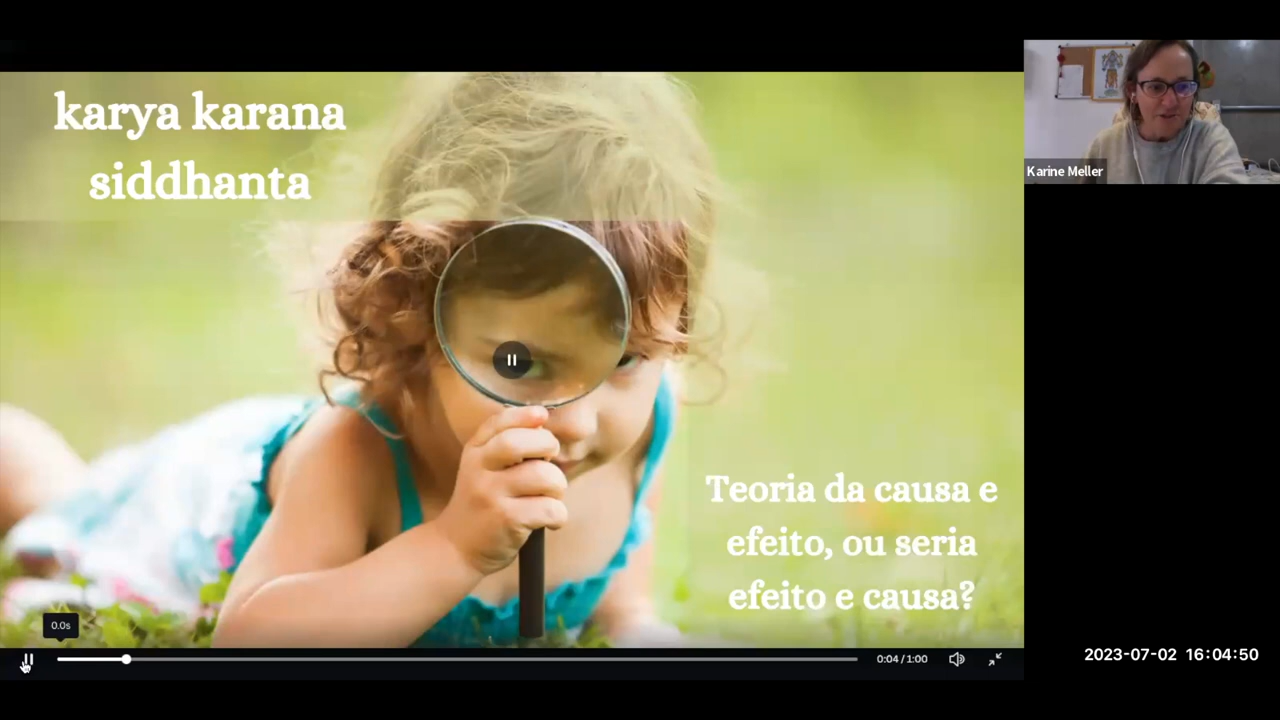 karya karana
siddhanta
Karine Meller
Teoria da causa e
efeito, ou seria
efeito e causa?
0.0s
0:04 / 1:00
2023-07-02 16:04:50